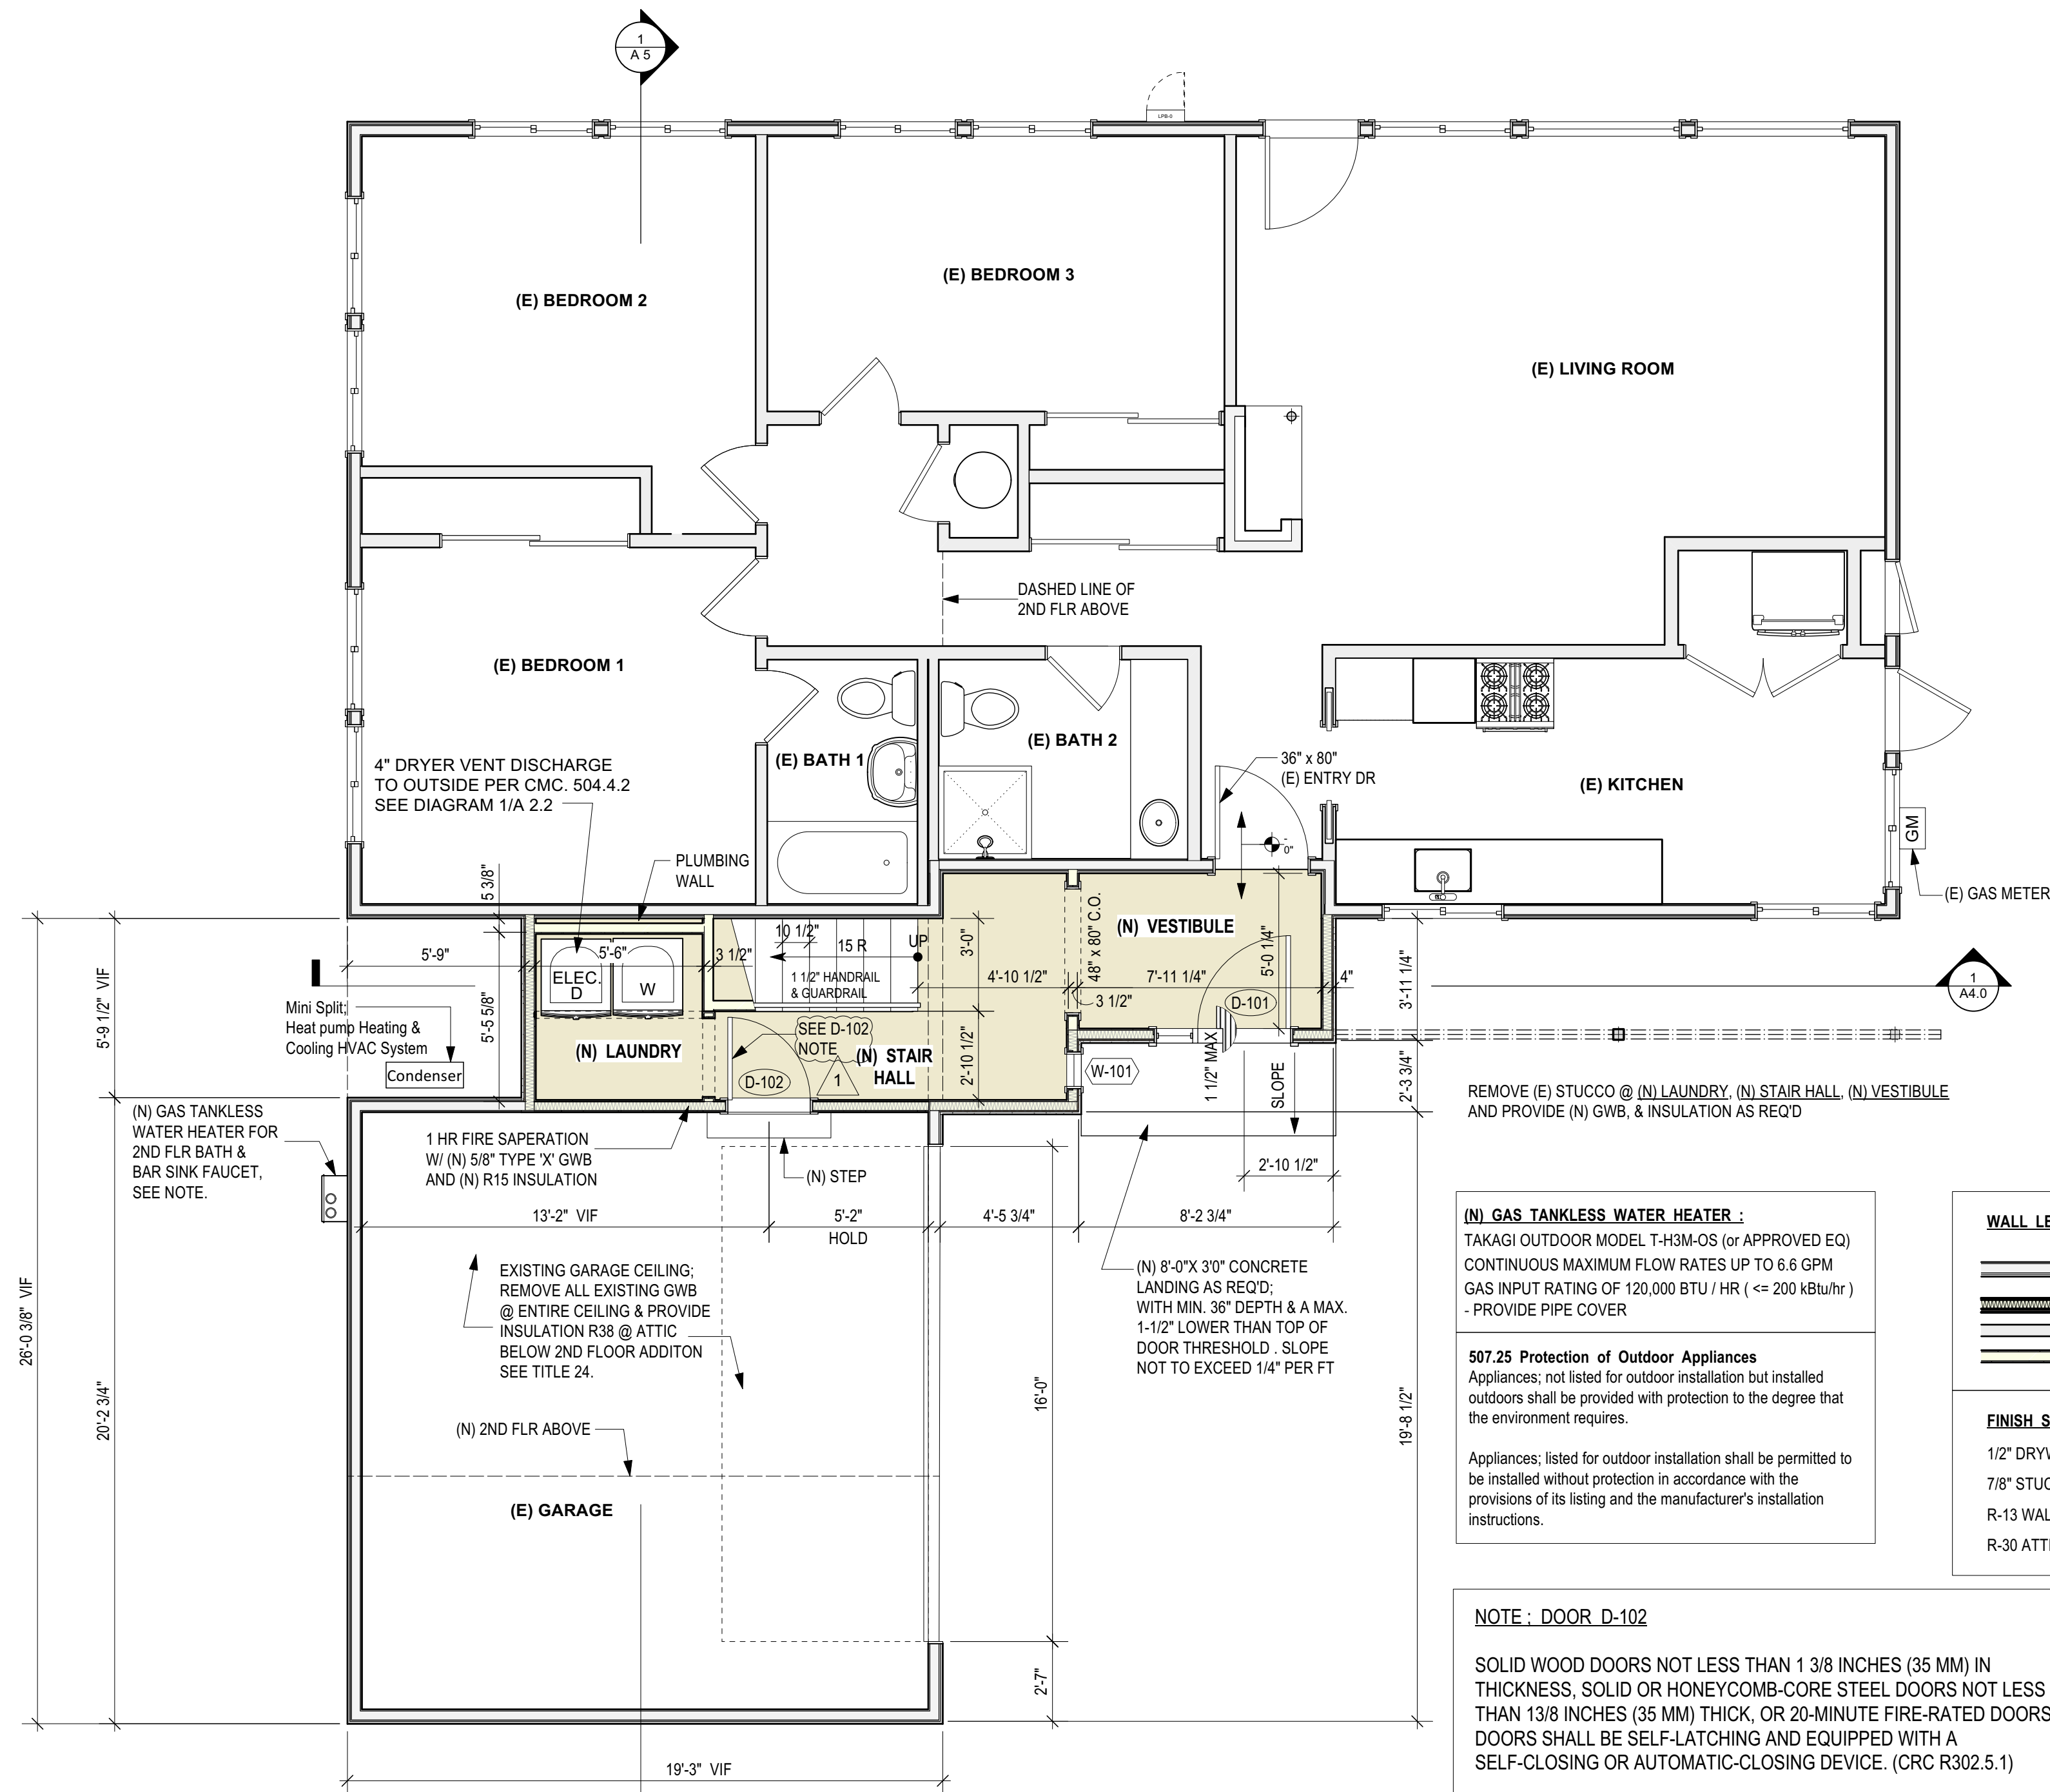 1
A 5
LPB-0
(E) BEDROOM 2
(E) BEDROOM 3
(E) LIVING ROOM
DASHED LINE OF
2ND FLR ABOVE
(E) BEDROOM 1
(E) BATH 1
(E) BATH 2
36" x 80"
(E) ENTRY DR
(E) KITCHEN
0"
GM
(E) GAS METER
4" DRYER VENT DISCHARGE
TO OUTSIDE PER CMC. 504.4.2
SEE DIAGRAM 1/A 2.2
PLUMBING
WALL
5 3/8"
5'-9"
5'-6"
3 1/2"
10 1/2"
15 R
UP
1 1/2" HANDRAIL
& GUARDRAIL
ELEC.
D
W
3'-0"
4'-10 1/2"
48" x 80" C.O.
(N) VESTIBULE
7'-11 1/4"
5'-0 1/4"
4"
3 1/2"
D-101
3'-11 1/4"
1
A4.0
26'-0 3/8" VIF
5'-9 1/2" VIF
5'-5 5/8"
Mini Split;
Heat pump Heating &
Cooling HVAC System
Condenser
(N) LAUNDRY
SEE D-102
NOTE
(N) STAIR
HALL
D-102
1
2'-10 1/2"
W-101
1 1/2" MAX
SLOPE
2'-3 3/4"
REMOVE (E) STUCCO @ (N) LAUNDRY, (N) STAIR HALL, (N) VESTIBULE
AND PROVIDE (N) GWB, & INSULATION AS REQ'D
(N) GAS TANKLESS
WATER HEATER FOR
2ND FLR BATH &
BAR SINK FAUCET,
SEE NOTE.
1 HR FIRE SAPERATION
W/ (N) 5/8" TYPE 'X' GWB
AND (N) R15 INSULATION
(N) STEP
2'-10 1/2"
13'-2" VIF
5'-2"
HOLD
4'-5 3/4"
8'-2 3/4"
EXISTING GARAGE CEILING;
REMOVE ALL EXISTING GWB
@ ENTIRE CEILING & PROVIDE
INSULATION R38 @ ATTIC
BELOW 2ND FLOOR ADDITON
SEE TITLE 24.
(N) 8'-0"X 3'0" CONCRETE
LANDING AS REQ'D;
WITH MIN. 36" DEPTH & A MAX.
1-1/2" LOWER THAN TOP OF
DOOR THRESHOLD . SLOPE
NOT TO EXCEED 1/4" PER FT
20'-2 3/4"
16'-0"
19'-8 1/2"
(N) 2ND FLR ABOVE
(E) GARAGE
2'-7"
19'-3" VIF
(N) GAS TANKLESS WATER HEATER :
TAKAGI OUTDOOR MODEL T-H3M-OS (or APPROVED EQ)
CONTINUOUS MAXIMUM FLOW RATES UP TO 6.6 GPM
GAS INPUT RATING OF 120,000 BTU / HR ( <= 200 kBtu/hr )
- PROVIDE PIPE COVER
507.25 Protection of Outdoor Appliances
Appliances; not listed for outdoor installation but installed
outdoors shall be provided with protection to the degree that
the environment requires.
Appliances; listed for outdoor installation shall be permitted to
be installed without protection in accordance with the
provisions of its listing and the manufacturer's installation
instructions.
WALL LE
FINISH S
1/2" DRYW
7/8" STUC
R-13 WAL
R-30 ATTI
NOTE ; DOOR D-102
SOLID WOOD DOORS NOT LESS THAN 1 3/8 INCHES (35 MM) IN
THICKNESS, SOLID OR HONEYCOMB-CORE STEEL DOORS NOT LESS
THAN 13/8 INCHES (35 MM) THICK, OR 20-MINUTE FIRE-RATED DOORS
DOORS SHALL BE SELF-LATCHING AND EQUIPPED WITH A
SELF-CLOSING OR AUTOMATIC-CLOSING DEVICE. (CRC R302.5.1)